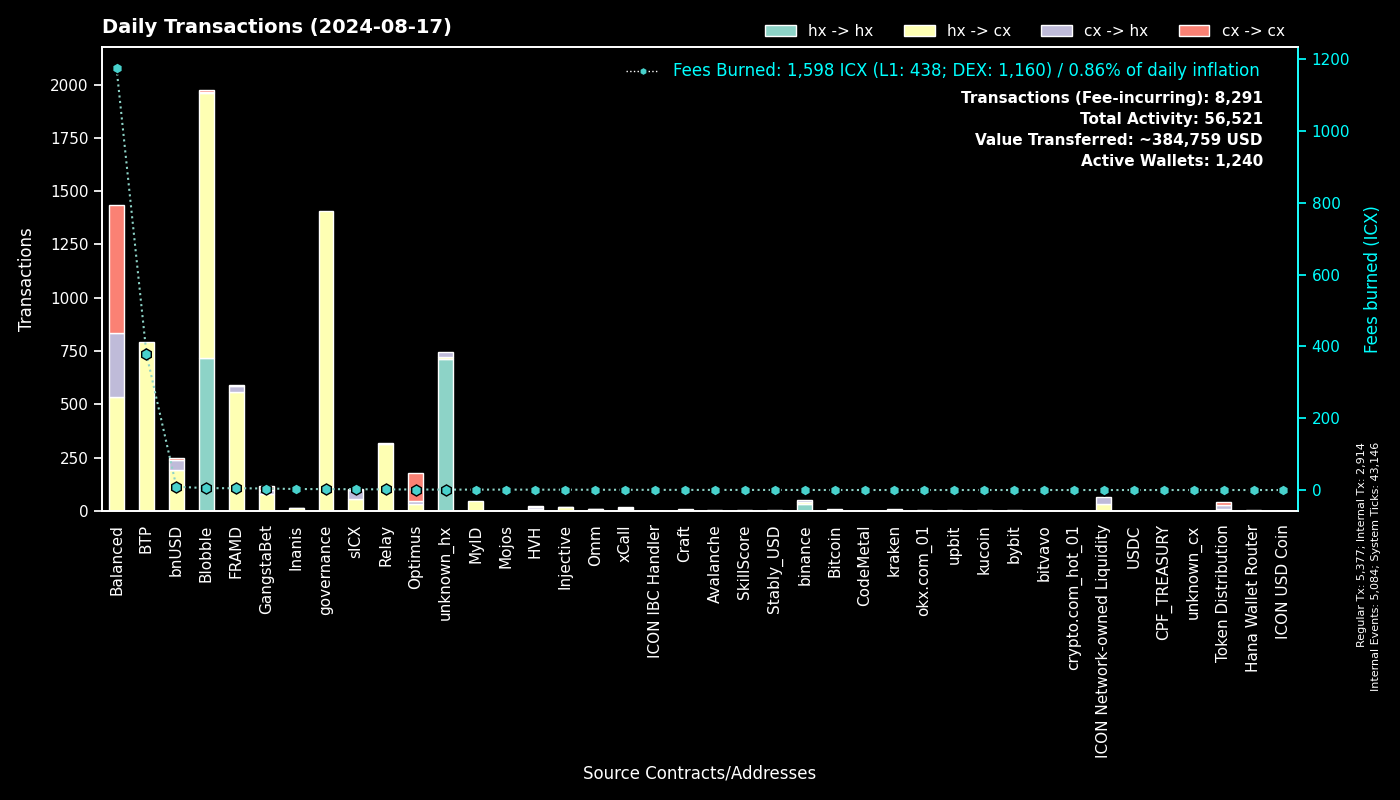 Daily Transactions (2024-08-17)
hx -> hx
hx -> cx
cx -> hx
cx -> cx
Fees Burned: 1,598 ICX (L1: 438; DEX: 1,160) / 0.86% of daily inflation
Transactions (Fee-incurring): 8,291
Total Activity: 56,521
Value Transferred: ~384,759 USD
Active Wallets: 1,240
Transactions
2000
1750
1500
1250
1000
750
500
250
0
1200
1000
800
600
400
200
0
Fees burned (ICX)
Balanced
BTP
bnUSD
Blobble
FRAMD
GangstaBet
Inanis
governance
sICX
Relay
Optimus
unknown_hx
MyID
Mojos
HVH
Injective
Omm
xCall
ICON IBC Handler
Craft
Avalanche
SkillScore
Stably_USD
binance
Bitcoin
CodeMetal
kraken
okx.com_01
upbit
kucoin
bybit
bitvavo
crypto.com_hot_01
ICON Network-owned Liquidity
USDC
CPF_TREASURY
unknown_cx
Token Distribution
Hana Wallet Router
ICON USD Coin
Source Contracts/Addresses
Regular Tx: 5,377; Internal Tx: 2,914
Internal Events: 5,084; System Ticks: 43,146